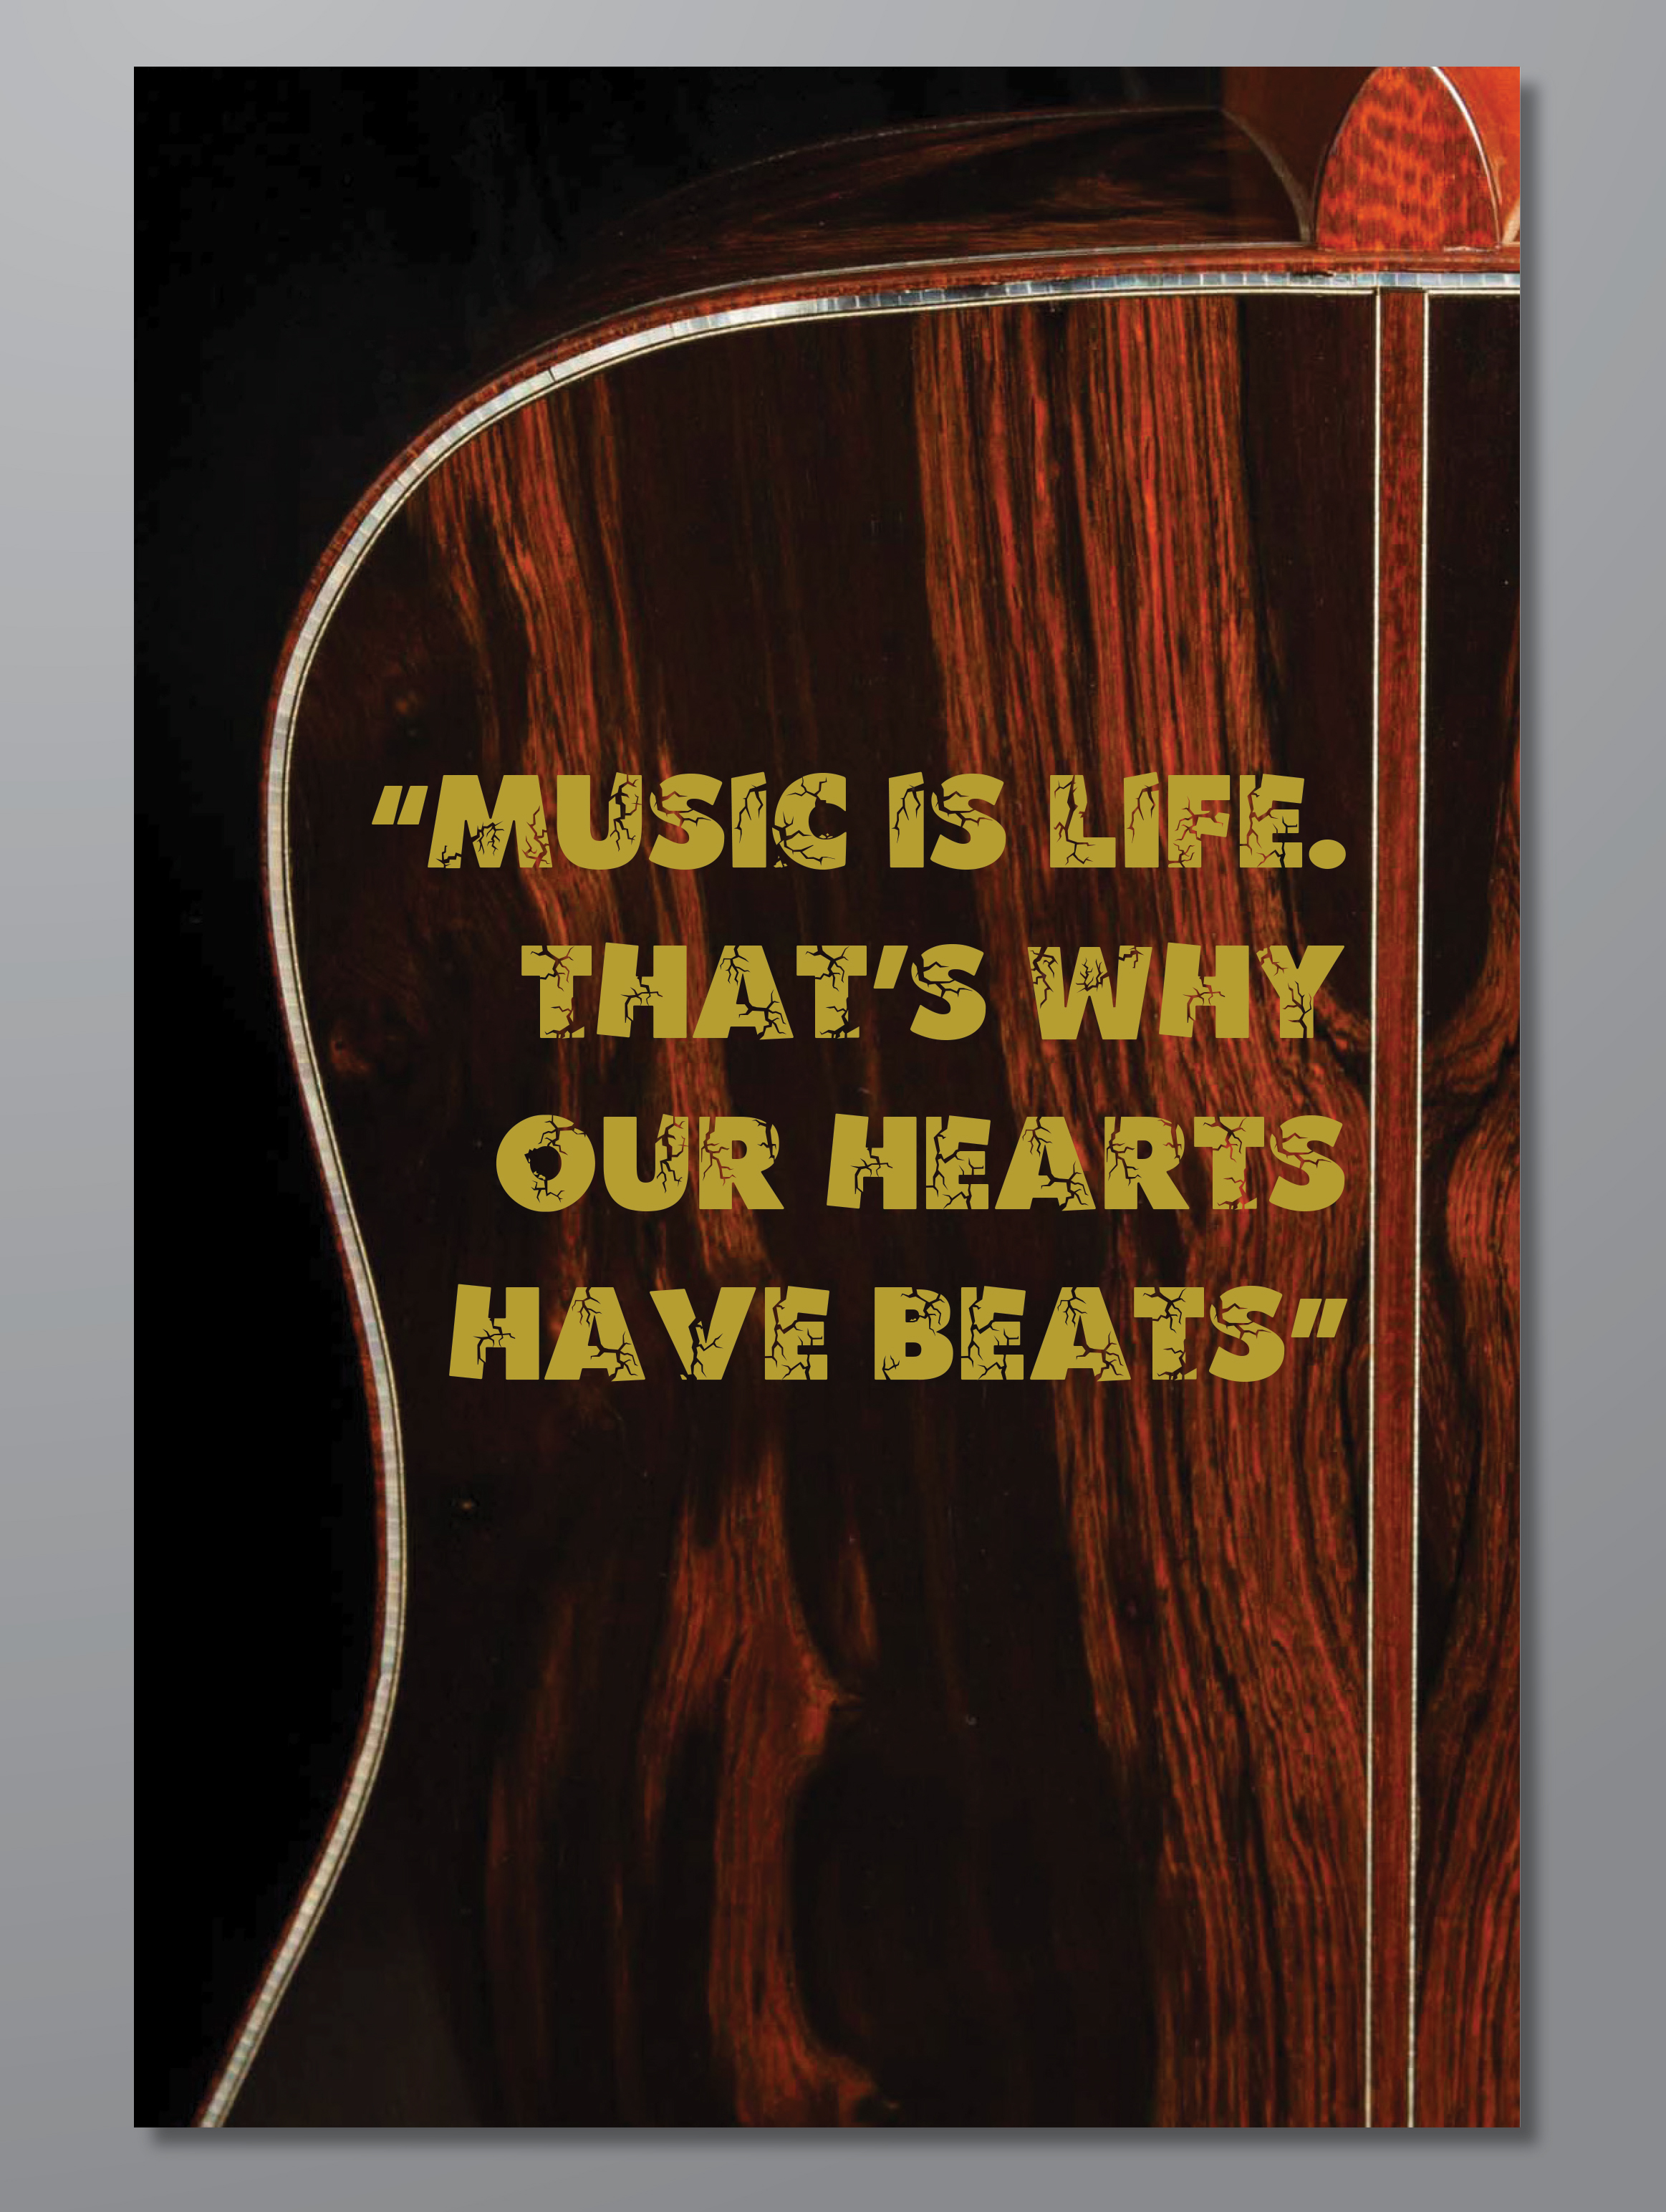 “MUSIC IS LIFE.
THAT’S WHY
OUR HEARTS
HAVE BEATS”